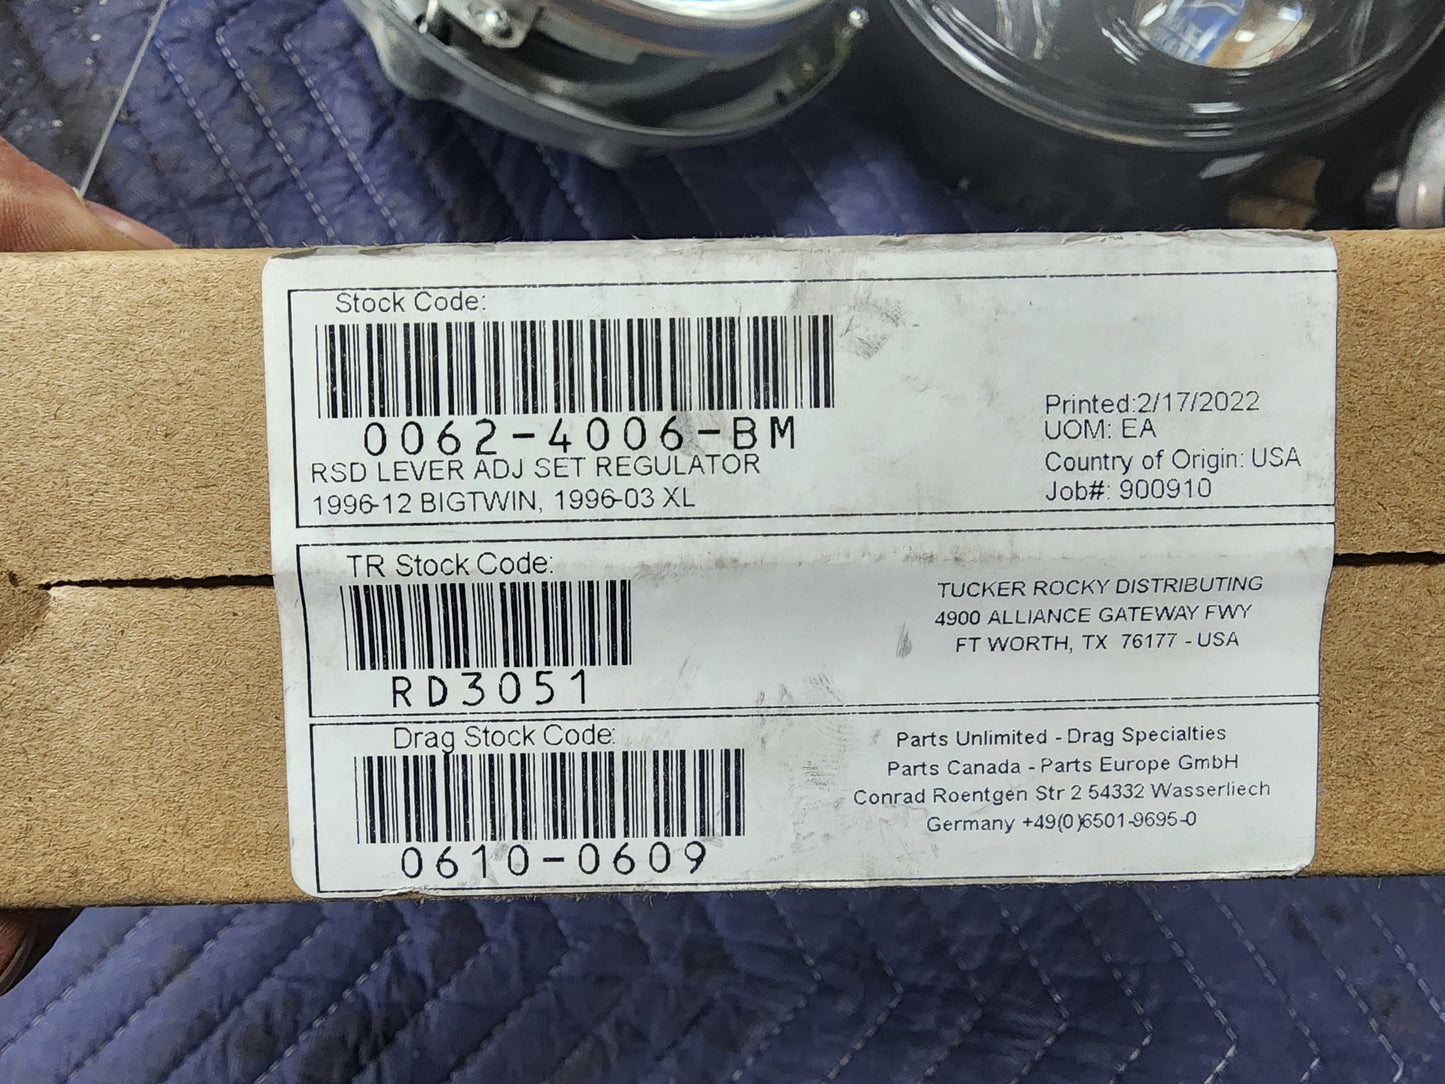 Stock Code:
0062-4006-BM
RSD LEVER ADJ SET REGULATOR
1996-12 BIGTWIN, 1996-03 XL
Printed:2/17/2022
UOM: EA
Country of Origin: USA
Job#: 900910
TR Stock Code:
RD3051
TUCKER ROCKY DISTRIBUTING
4900 ALLIANCE GATEWAY FWY
FT WORTH, TX 76177 - USA
Drag Stock Code:
0610-0609
Parts Unlimited - Drag Specialties
Parts Canada - Parts Europe GmbH
Conrad Roentgen Str 2 54332 Wasserliech
Germany +49(0)6501-9695-0